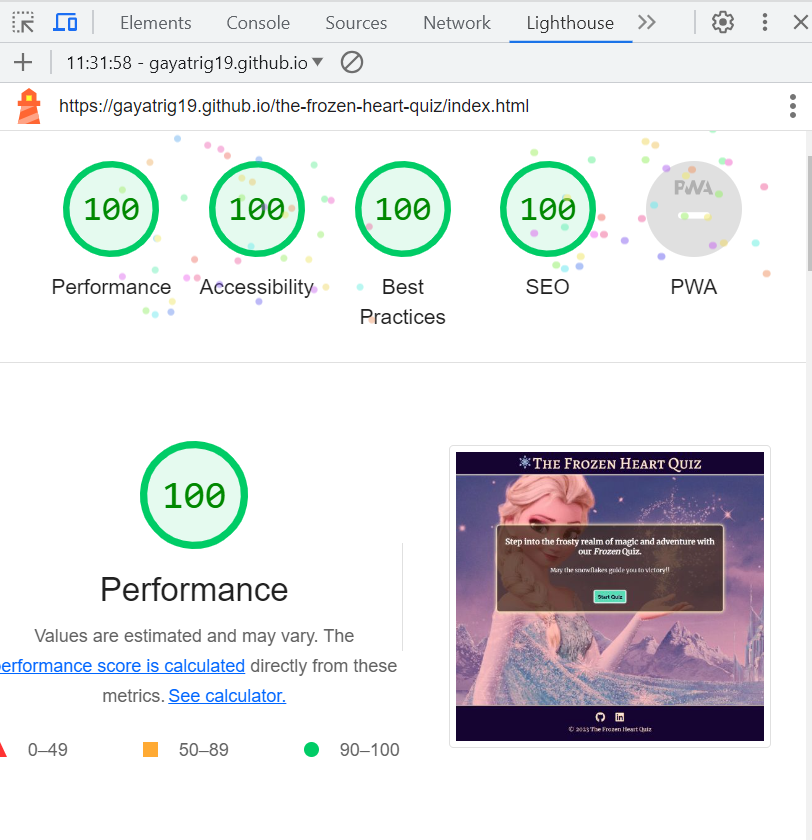 Elements Console Sources Network Lighthouse
11:31:58 - gayatrig19.github.io
https://gayatrig19.github.io/the-frozen-heart-quiz/index.html
100 100 100 100 PWA
Performance Accessibility Best Practices SEO PWA
100
Performance
Values are estimated and may vary. The
erformance score is calculated directly from these
metrics. See calculator.
0–49 50–89 90–100
The Frozen Heart Quiz
Step into the frosty realm of magic and adventure with
our Frozen Quiz.
May the snowflakes guide you to victory!!
Start Quiz
© 2023 The Frozen Heart Quiz